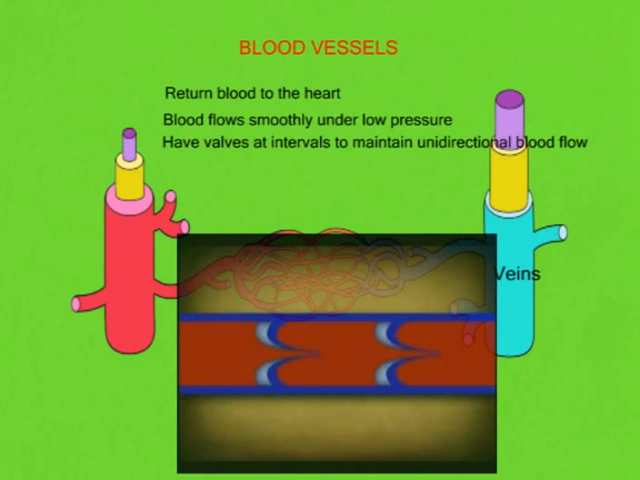 BLOOD VESSELS
Return blood to the heart
Blood flows smoothly under low pressure
Have valves at intervals to maintain unidirectional blood flow
Veins